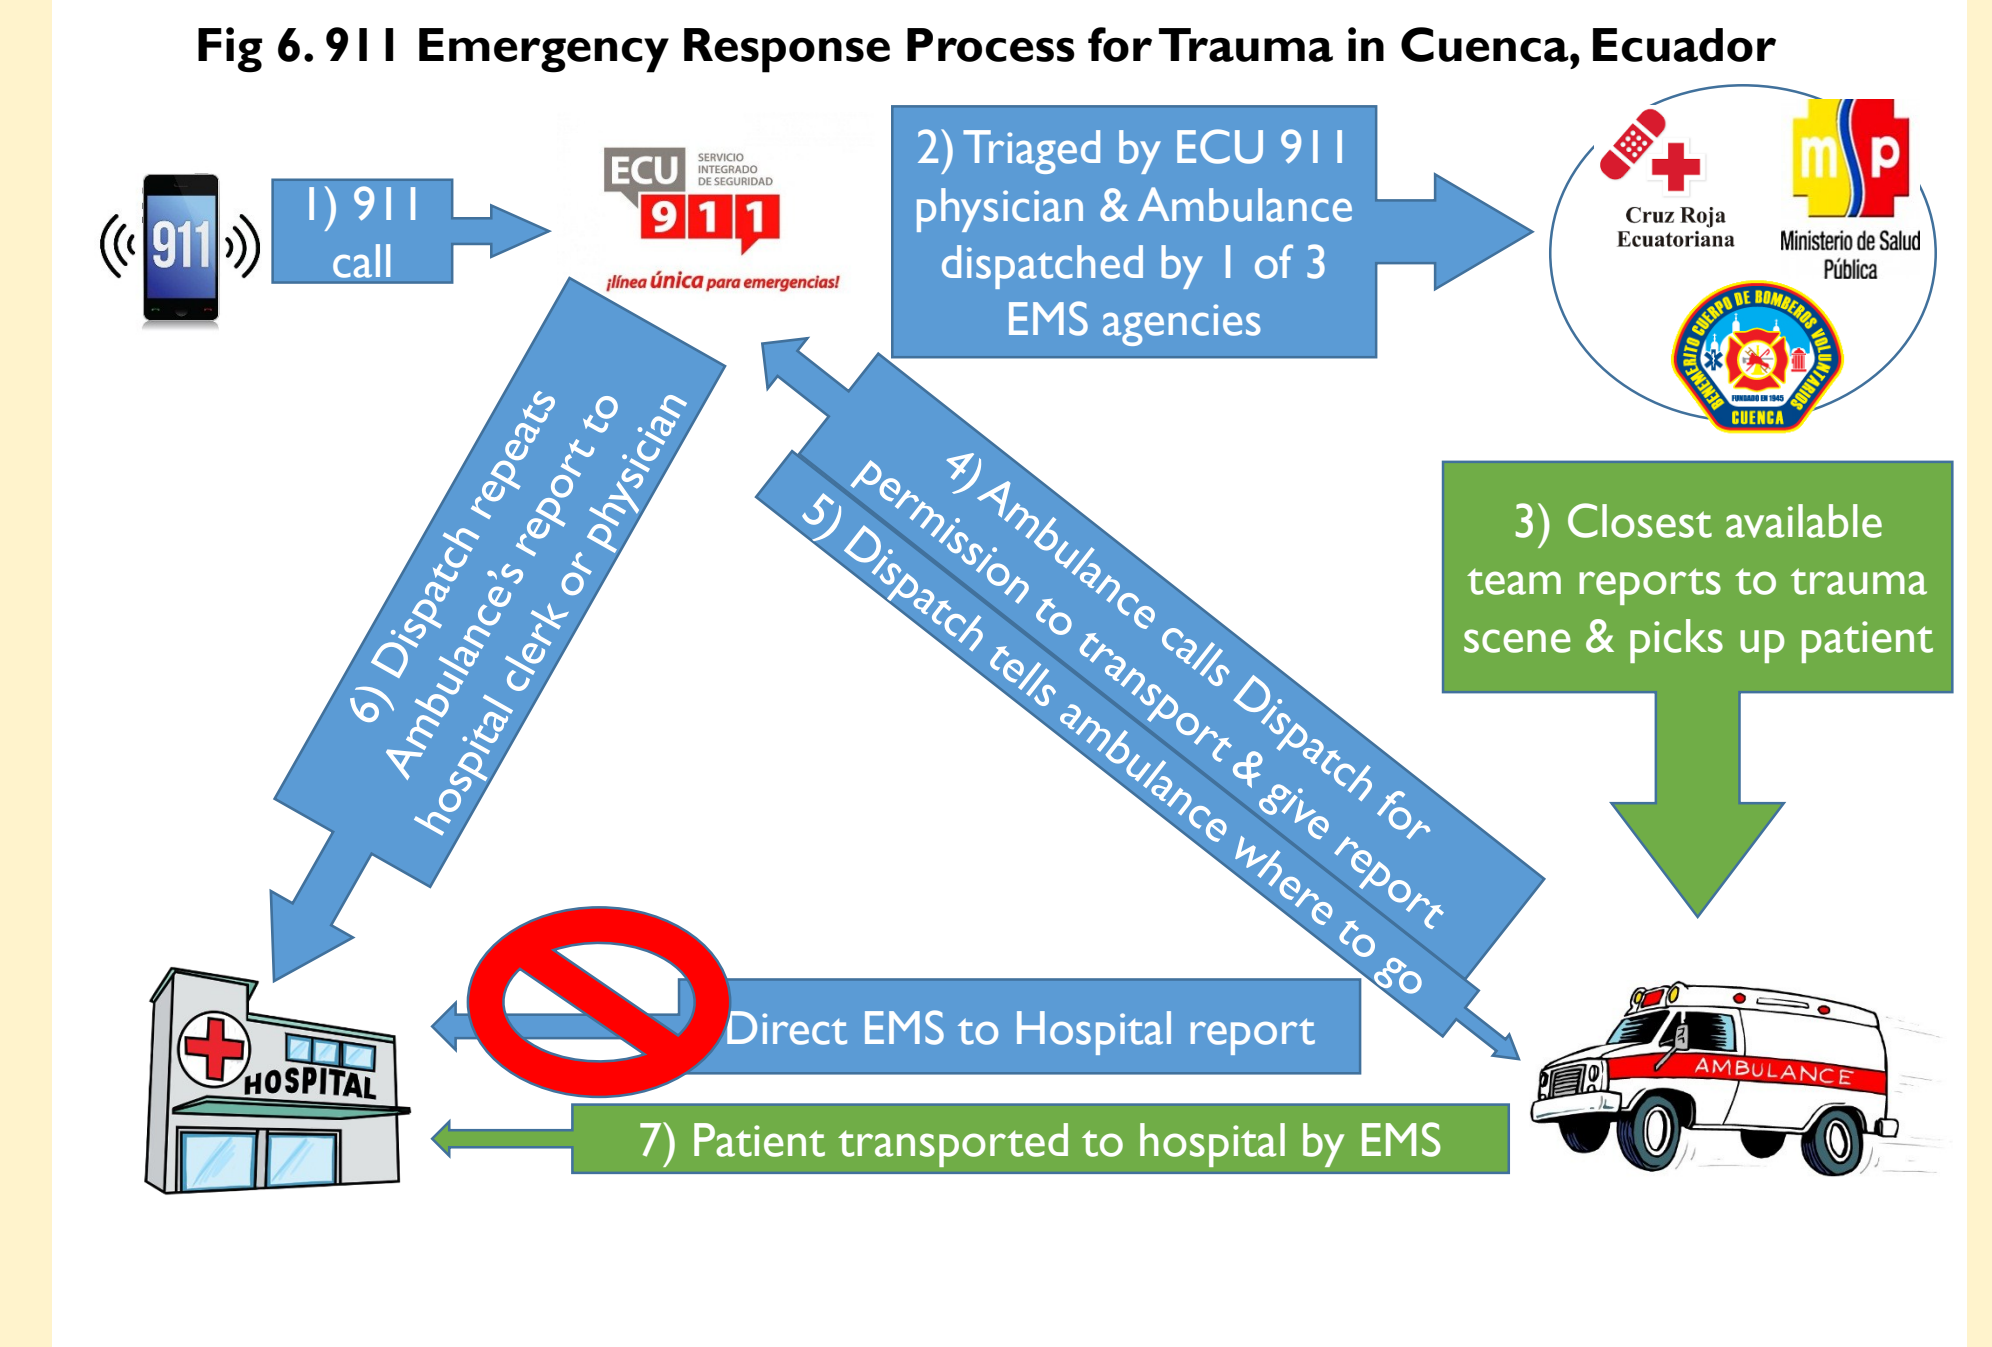 Fig 6. 911 Emergency Response Process for Trauma in Cuenca, Ecuador
911
1) 911
call
ECU
SERVICIO
INTEGRADO
DE SEGURIDAD
911
¡línea única para emergencias!
2) Triaged by ECU 911
physician & Ambulance
dispatched by 1 of 3
EMS agencies
Cruz Roja
Ecuatoriana
msp
Ministerio de Salud
Pública
BENEMERITO CUERPO DE BOMBEROS VOLUNTARIOS
FUNDADO EN 1945
CUENCA
3) Closest available
team reports to trauma
scene & picks up patient
4) Ambulance calls Dispatch for
permission to transport & give report
5) Dispatch tells ambulance where to go
6) Dispatch repeats
Ambulance’s report to
hospital clerk or physician
Direct EMS to Hospital report
7) Patient transported to hospital by EMS
HOSPITAL
AMBULANCE